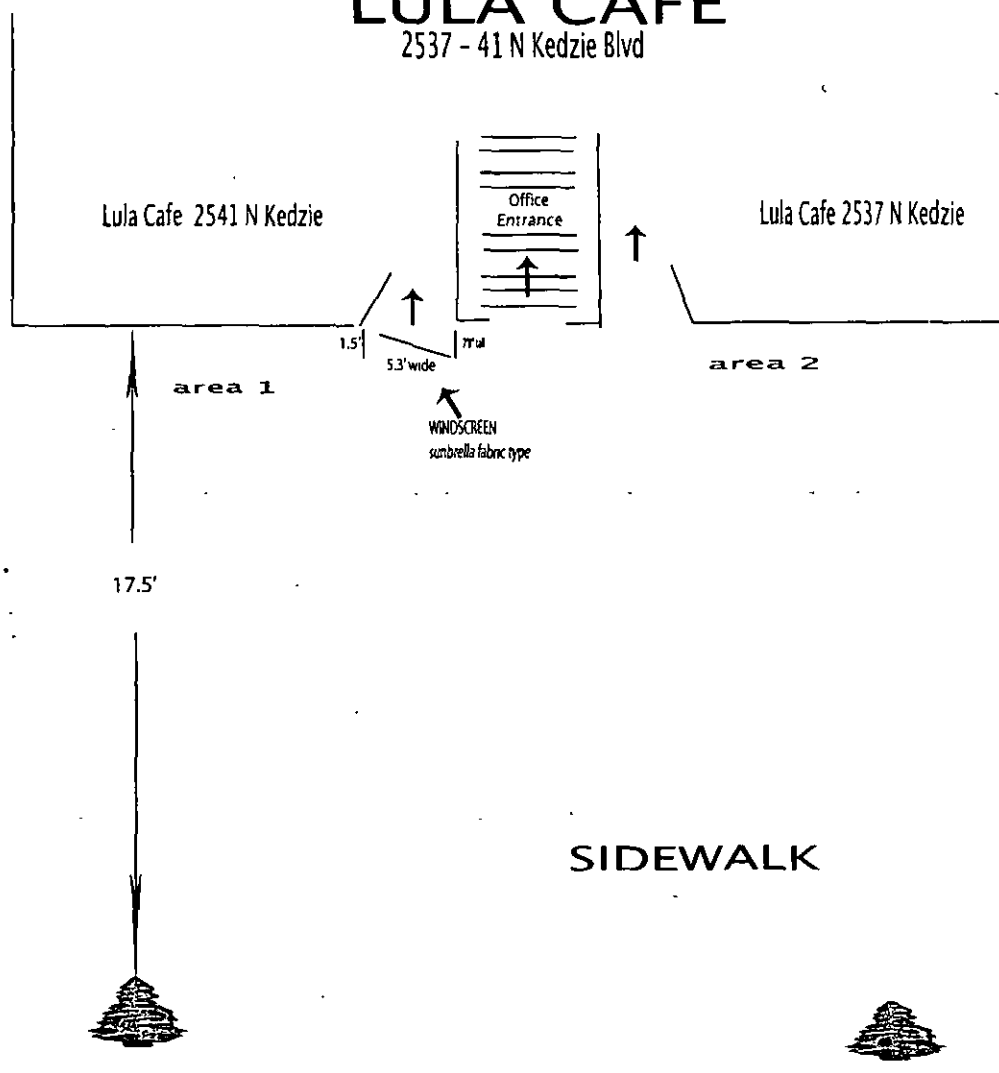 LULA CAFE
2537 - 41 N Kedzie Blvd
Lula Cafe 2541 N Kedzie
Office
Entrance
Lula Cafe 2537 N Kedzie
1.5'
5.3' wide
area 1
area 2
WINDSCREEN
sunbrella fabric type
17.5'
SIDEWALK